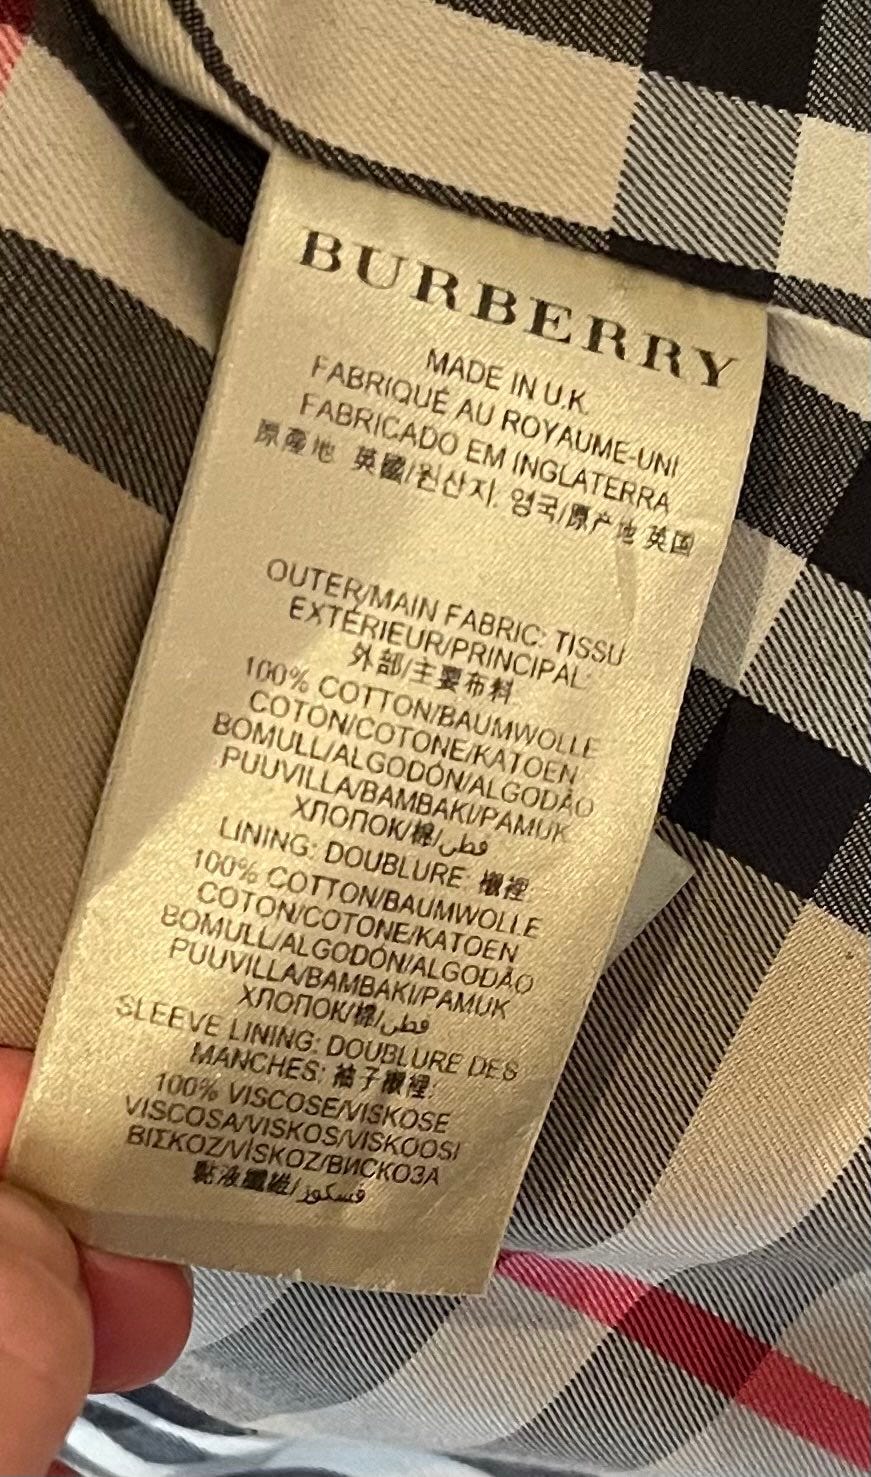 BURBERRY
MADE IN U.K.
FABRIQUÉ AU ROYAUME-UNI
FABRICADO EM INGLATERRA
原產地 英國/원산지. 영국/原产地 英国
OUTER/MAIN FABRIC: TISSU
EXTÉRIEUR/PRINCIPAL:
外部/主要布料
100% COTTON/BAUMWOLLE
COTON/COTONE/KATOEN
BOMULL/ALGODÓN/ALGODÃO
PUUVILLA/BAMBAKI/PAMUK
ХЛОПОК/棉/قطن
LINING: DOUBLURE: 襯裡:
100% COTTON/BAUMWOLLE
COTON/COTONE/KATOEN
BOMULL/ALGODÓN/ALGODÃO
PUUVILLA/BAMBAKI/PAMUK
ХЛОПОК/棉/قطن
SLEEVE LINING: DOUBLURE DES
MANCHES: 袖子襯裡:
100% VISCOSE/VISKOSE
VISCOSA/VISKOS/VISKOOSI
ΒΙΣΚΟΖ/VİSKOZ/ВИСКОЗА
黏液纖維/فسكوز